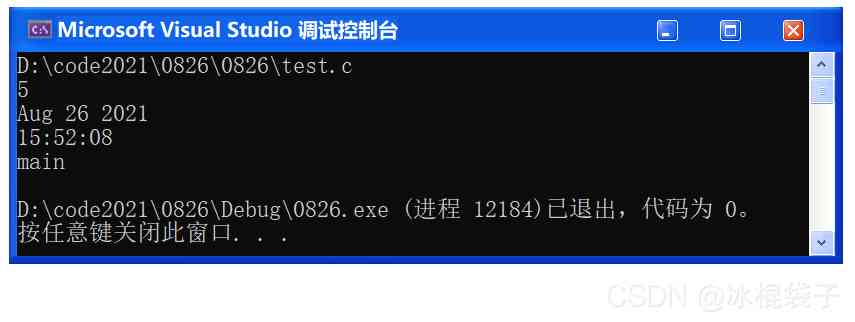 Microsoft Visual Studio 调试控制台
D:\code2021\0826\0826\test.c
5
Aug 26 2021
15:52:08
main
D:\code2021\0826\Debug\0826.exe (进程 12184)已退出，代码为 0。
按任意键关闭此窗口. . .
CSDN @冰棍袋子